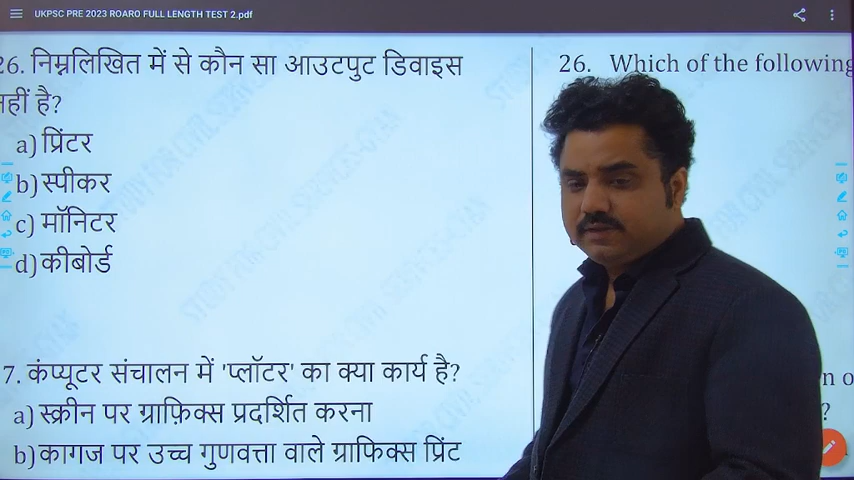 UKPSC PRE 2023 ROARO FULL LENGTH TEST 2.pdf
26. निम्नलिखित में से कौन सा आउटपुट डिवाइस
नहीं है?
a) प्रिंटर
b) स्पीकर
c) मॉनिटर
d) कीबोर्ड
7. कंप्यूटर संचालन में 'प्लॉटर' का क्या कार्य है?
a) स्क्रीन पर ग्राफ़िक्स प्रदर्शित करना
b) कागज पर उच्च गुणवत्ता वाले ग्राफिक्स प्रिंट
26. Which of the following
?